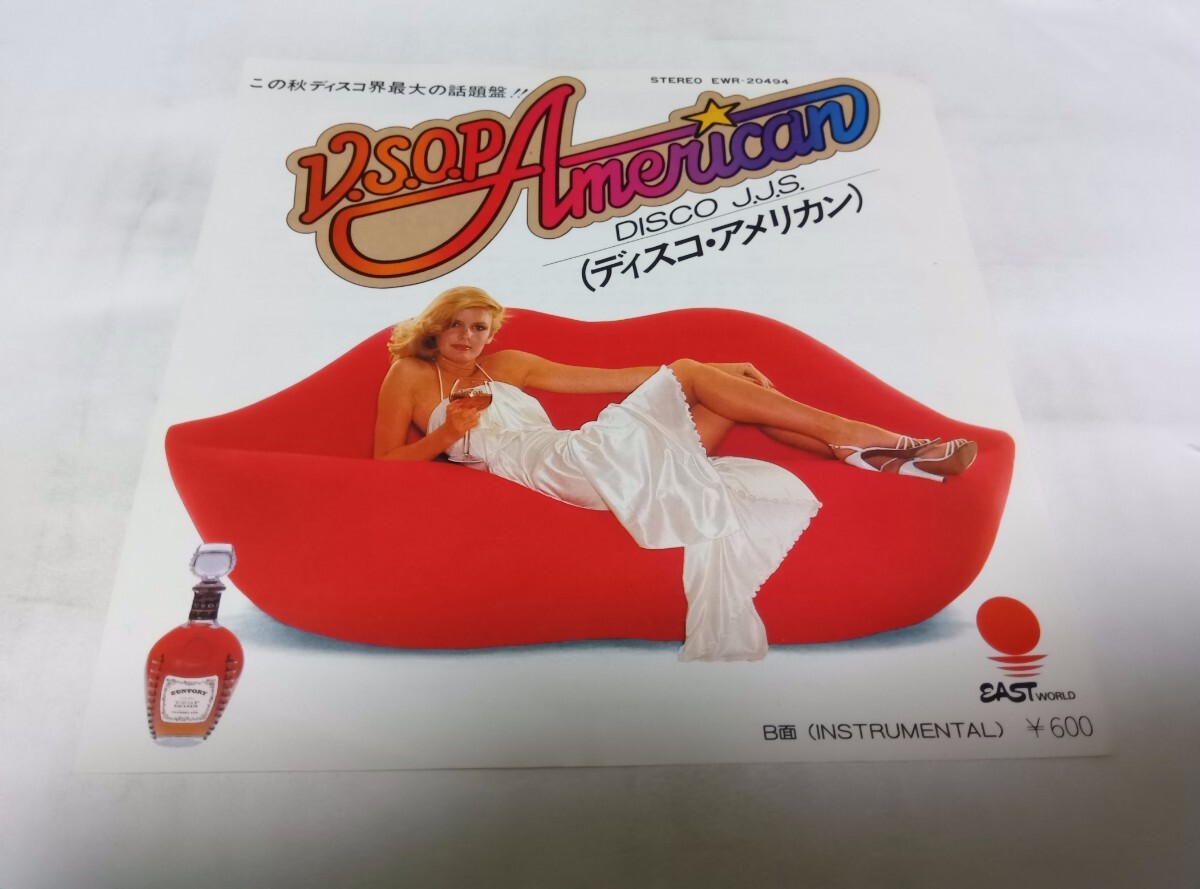 この秋ディスコ界最大の話題盤!!
STEREO EWR-20494
V.S.O.P American
DISCO J.J.S.
(ディスコ・アメリカン)
SUNTORY
V.S.O.P
EAST WORLD
B面 (INSTRUMENTAL) ¥600